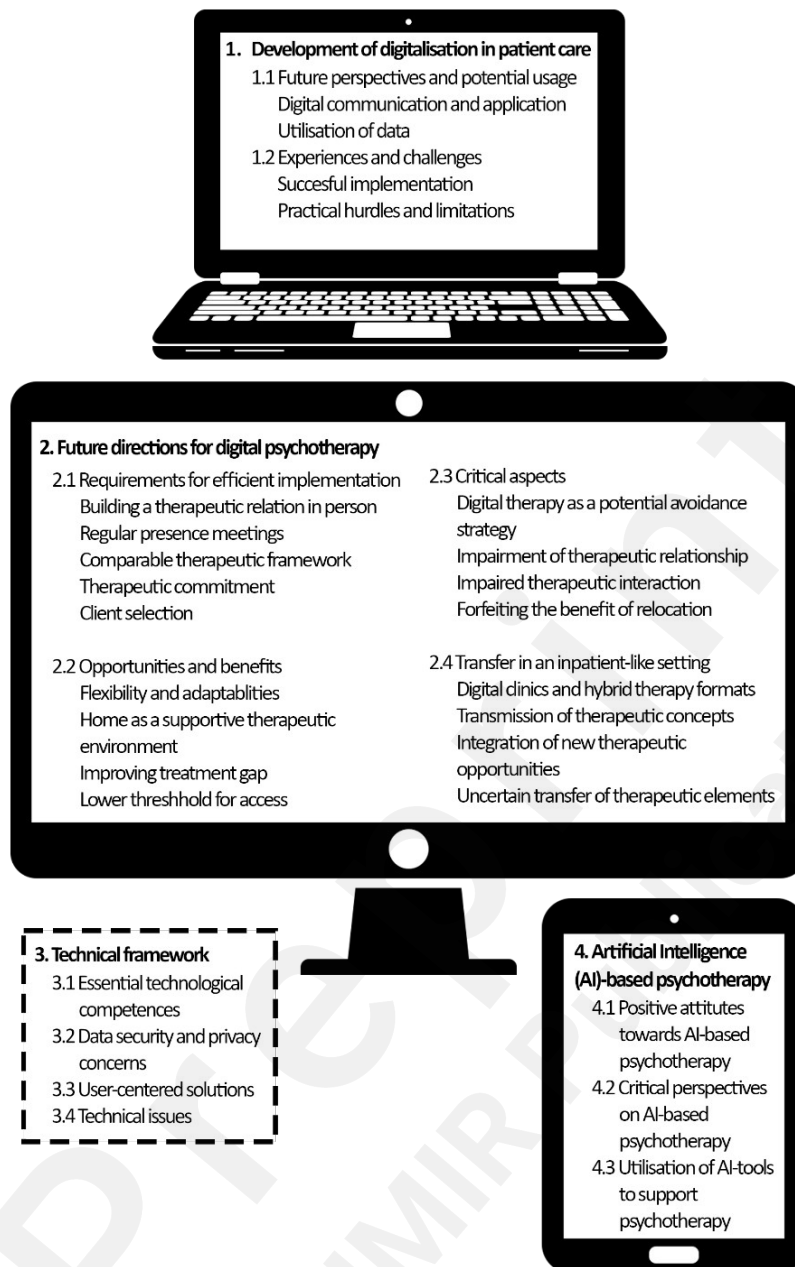 1. Development of digitalisation in patient care
1.1 Future perspectives and potential usage
Digital communication and application
Utilisation of data
1.2 Experiences and challenges
Succesful implementation
Practical hurdles and limitations
2. Future directions for digital psychotherapy
2.1 Requirements for efficient implementation
Building a therapeutic relation in person
Regular presence meetings
Comparable therapeutic framework
Therapeutic commitment
Client selection
2.2 Opportunities and benefits
Flexibility and adaptablities
Home as a supportive therapeutic
environment
Improving treatment gap
Lower threshhold for access
2.3 Critical aspects
Digital therapy as a potential avoidance
strategy
Impairment of therapeutic relationship
Impaired therapeutic interaction
Forfeiting the benefit of relocation
2.4 Transfer in an inpatient-like setting
Digital clinics and hybrid therapy formats
Transmission of therapeutic concepts
Integration of new therapeutic
opportunities
Uncertain transfer of therapeutic elements
3. Technical framework
3.1 Essential technological
competences
3.2 Data security and privacy
concerns
3.3 User-centered solutions
3.4 Technical issues
4. Artificial Intelligence
(AI)-based psychotherapy
4.1 Positive attitutes
towards AI-based
psychotherapy
4.2 Critical perspectives
on AI-based
psychotherapy
4.3 Utilisation of AI-tools
to support
psychotherapy
Preprint